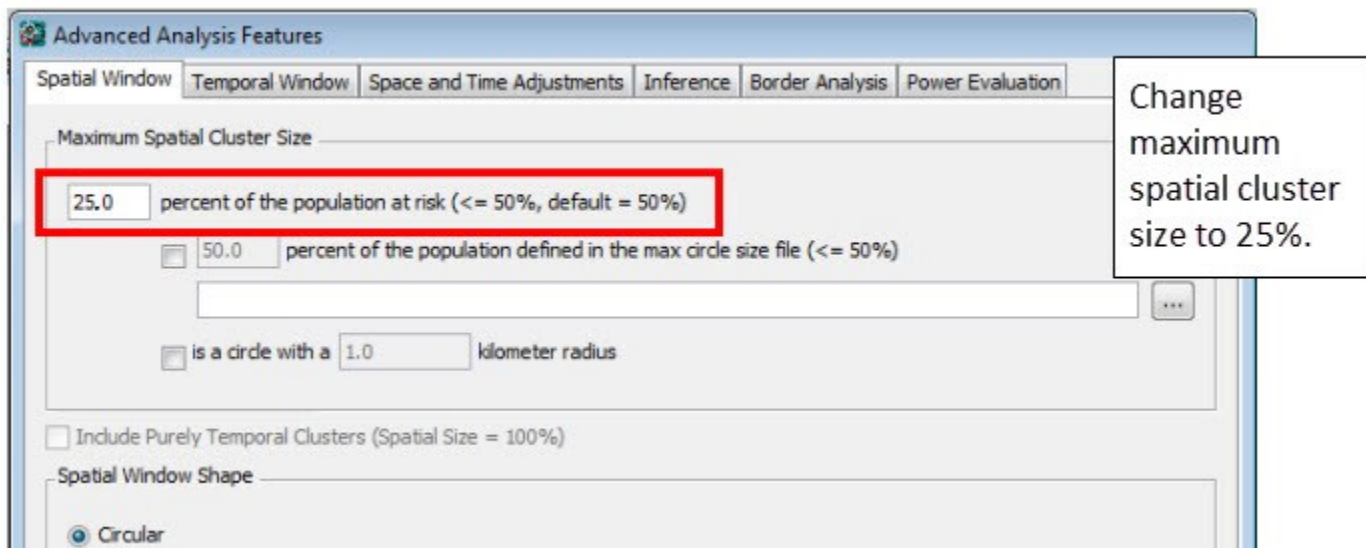 Advanced Analysis Features
Spatial Window Temporal Window Space and Time Adjustments Inference Border Analysis Power Evaluation
Change
maximum
spatial cluster
size to 25%.
Maximum Spatial Cluster Size
25.0 percent of the population at risk (<= 50%, default = 50%)
50.0 percent of the population defined in the max circle size file (<= 50%)
...
is a circle with a 1.0 kilometer radius
Include Purely Temporal Clusters (Spatial Size = 100%)
Spatial Window Shape
Circular